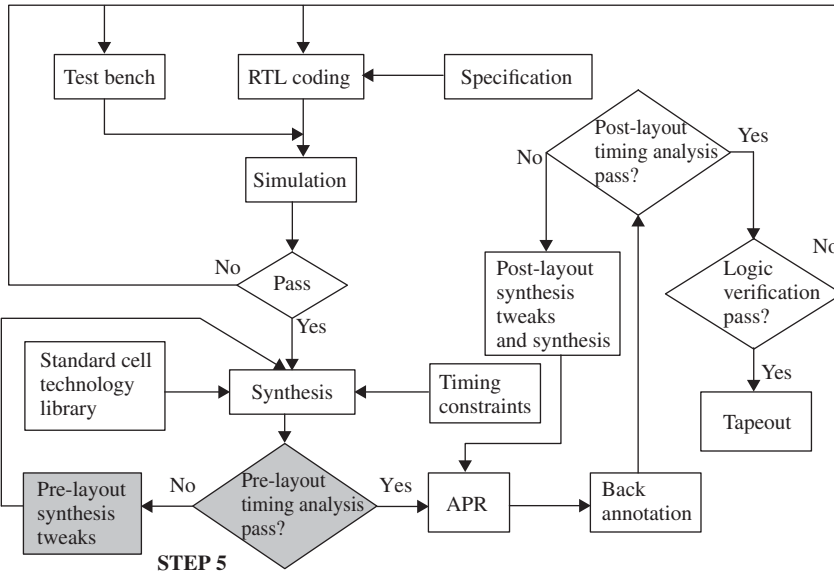 Test bench
RTL coding
Specification
Simulation
No
Pass
Yes
Standard cell
technology
library
Synthesis
Timing
constraints
Pre-layout
synthesis
tweaks
No
Pre-layout
timing analysis
pass?
Yes
STEP 5
APR
Back
annotation
Post-layout
timing analysis
pass?
No
Yes
Post-layout
synthesis
tweaks
and synthesis
Logic
verification
pass?
No
Yes
Tapeout